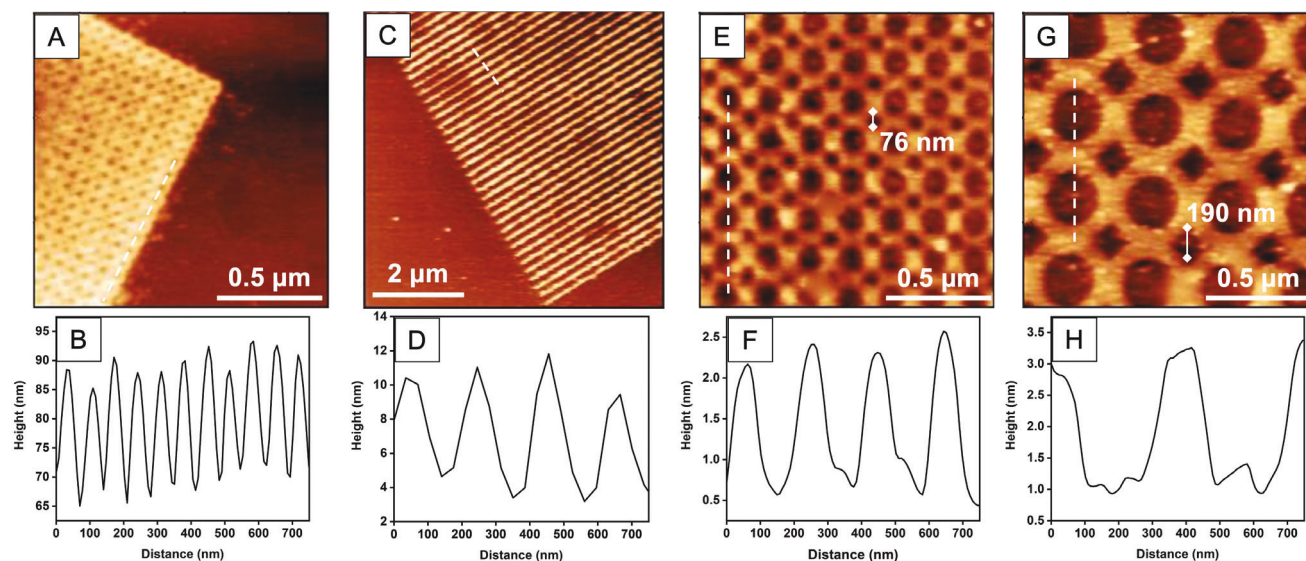 A
0.5 µm
C
2 µm
E
76 nm
0.5 µm
G
190 nm
0.5 µm
B
Height (nm)
95
90
85
80
75
70
65
0 100 200 300 400 500 600 700
Distance (nm)
D
Height (nm)
14
12
10
8
6
4
2
0 100 200 300 400 500 600 700
Distance (nm)
F
Height (nm)
2.5
2.0
1.5
1.0
0.5
0 100 200 300 400 500 600 700
Distance (nm)
H
Height (nm)
3.5
3.0
2.5
2.0
1.5
1.0
0.5
0 100 200 300 400 500 600 700
Distance (nm)